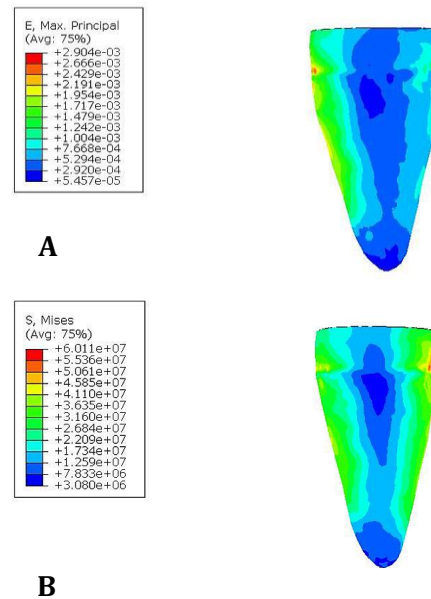 E, Max. Principal
(Avg: 75%)
+2.904e-03
+2.666e-03
+2.429e-03
+2.191e-03
+1.954e-03
+1.717e-03
+1.479e-03
+1.242e-03
+1.004e-03
+7.668e-04
+5.294e-04
+2.920e-04
+5.457e-05
A
S, Mises
(Avg: 75%)
+6.011e+07
+5.536e+07
+5.061e+07
+4.585e+07
+4.110e+07
+3.635e+07
+3.160e+07
+2.684e+07
+2.209e+07
+1.734e+07
+1.259e+07
+7.833e+06
+3.080e+06
B